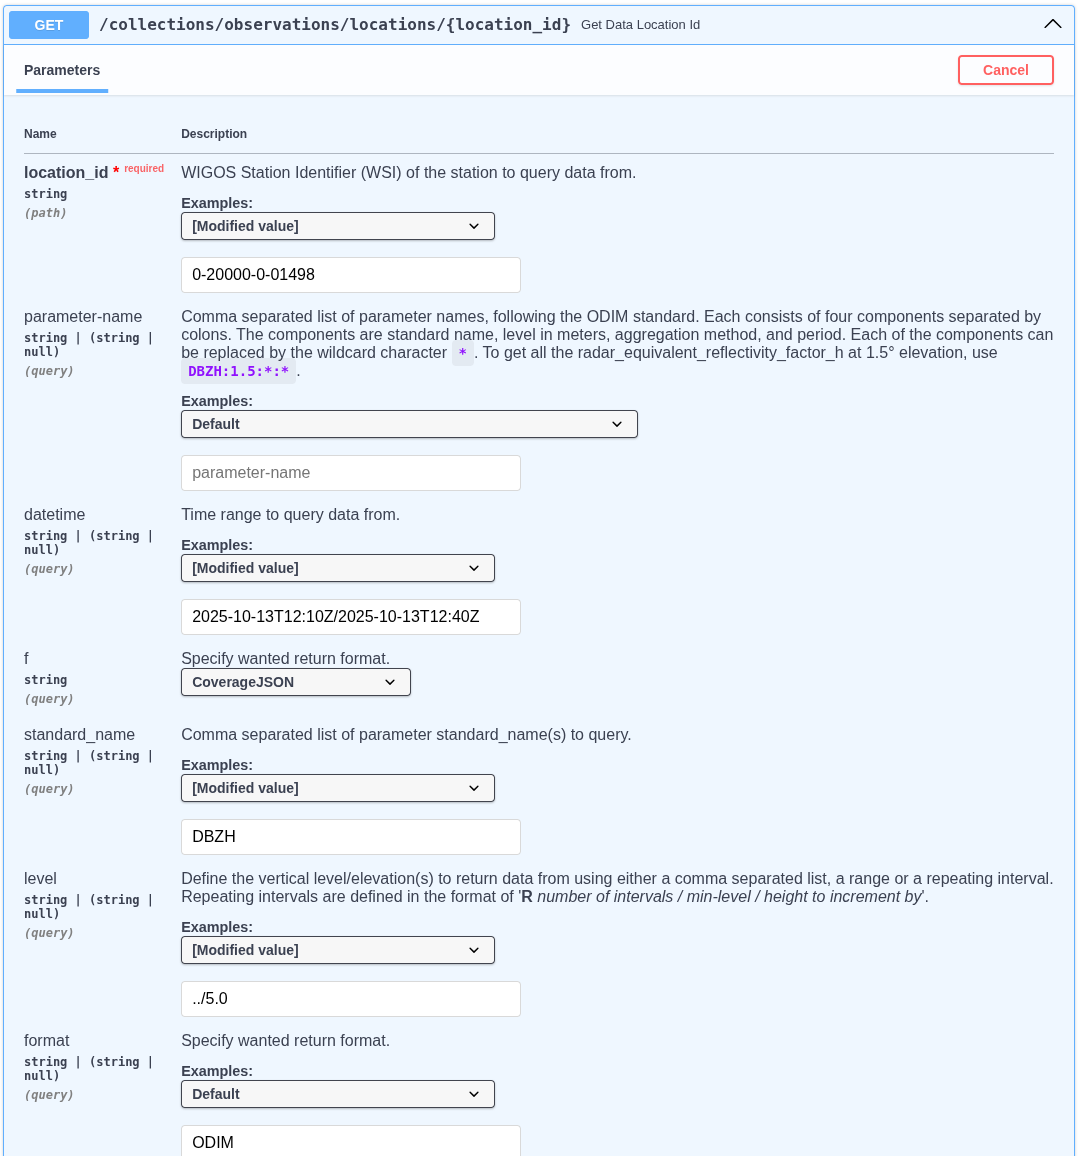 GET /collections/observations/locations/{location_id} Get Data Location Id
Parameters
Cancel
Name Description
location_id * required
string
(path)
WIGOS Station Identifier (WSI) of the station to query data from.
Examples:
[Modified value]
0-20000-0-01498
parameter-name
string | (string |
null)
(query)
Comma separated list of parameter names, following the ODIM standard. Each consists of four components separated by
colons. The components are standard name, level in meters, aggregation method, and period. Each of the components can
be replaced by the wildcard character * . To get all the radar_equivalent_reflectivity_factor_h at 1.5° elevation, use
DBZH:1.5:*:* .
Examples:
Default
parameter-name
datetime
string | (string |
null)
(query)
Time range to query data from.
Examples:
[Modified value]
2025-10-13T12:10Z/2025-10-13T12:40Z
f
string
(query)
Specify wanted return format.
CoverageJSON
standard_name
string | (string |
null)
(query)
Comma separated list of parameter standard_name(s) to query.
Examples:
[Modified value]
DBZH
level
string | (string |
null)
(query)
Define the vertical level/elevation(s) to return data from using either a comma separated list, a range or a repeating interval.
Repeating intervals are defined in the format of 'R number of intervals / min-level / height to increment by'.
Examples:
[Modified value]
../5.0
format
string | (string |
null)
(query)
Specify wanted return format.
Examples:
Default
ODIM